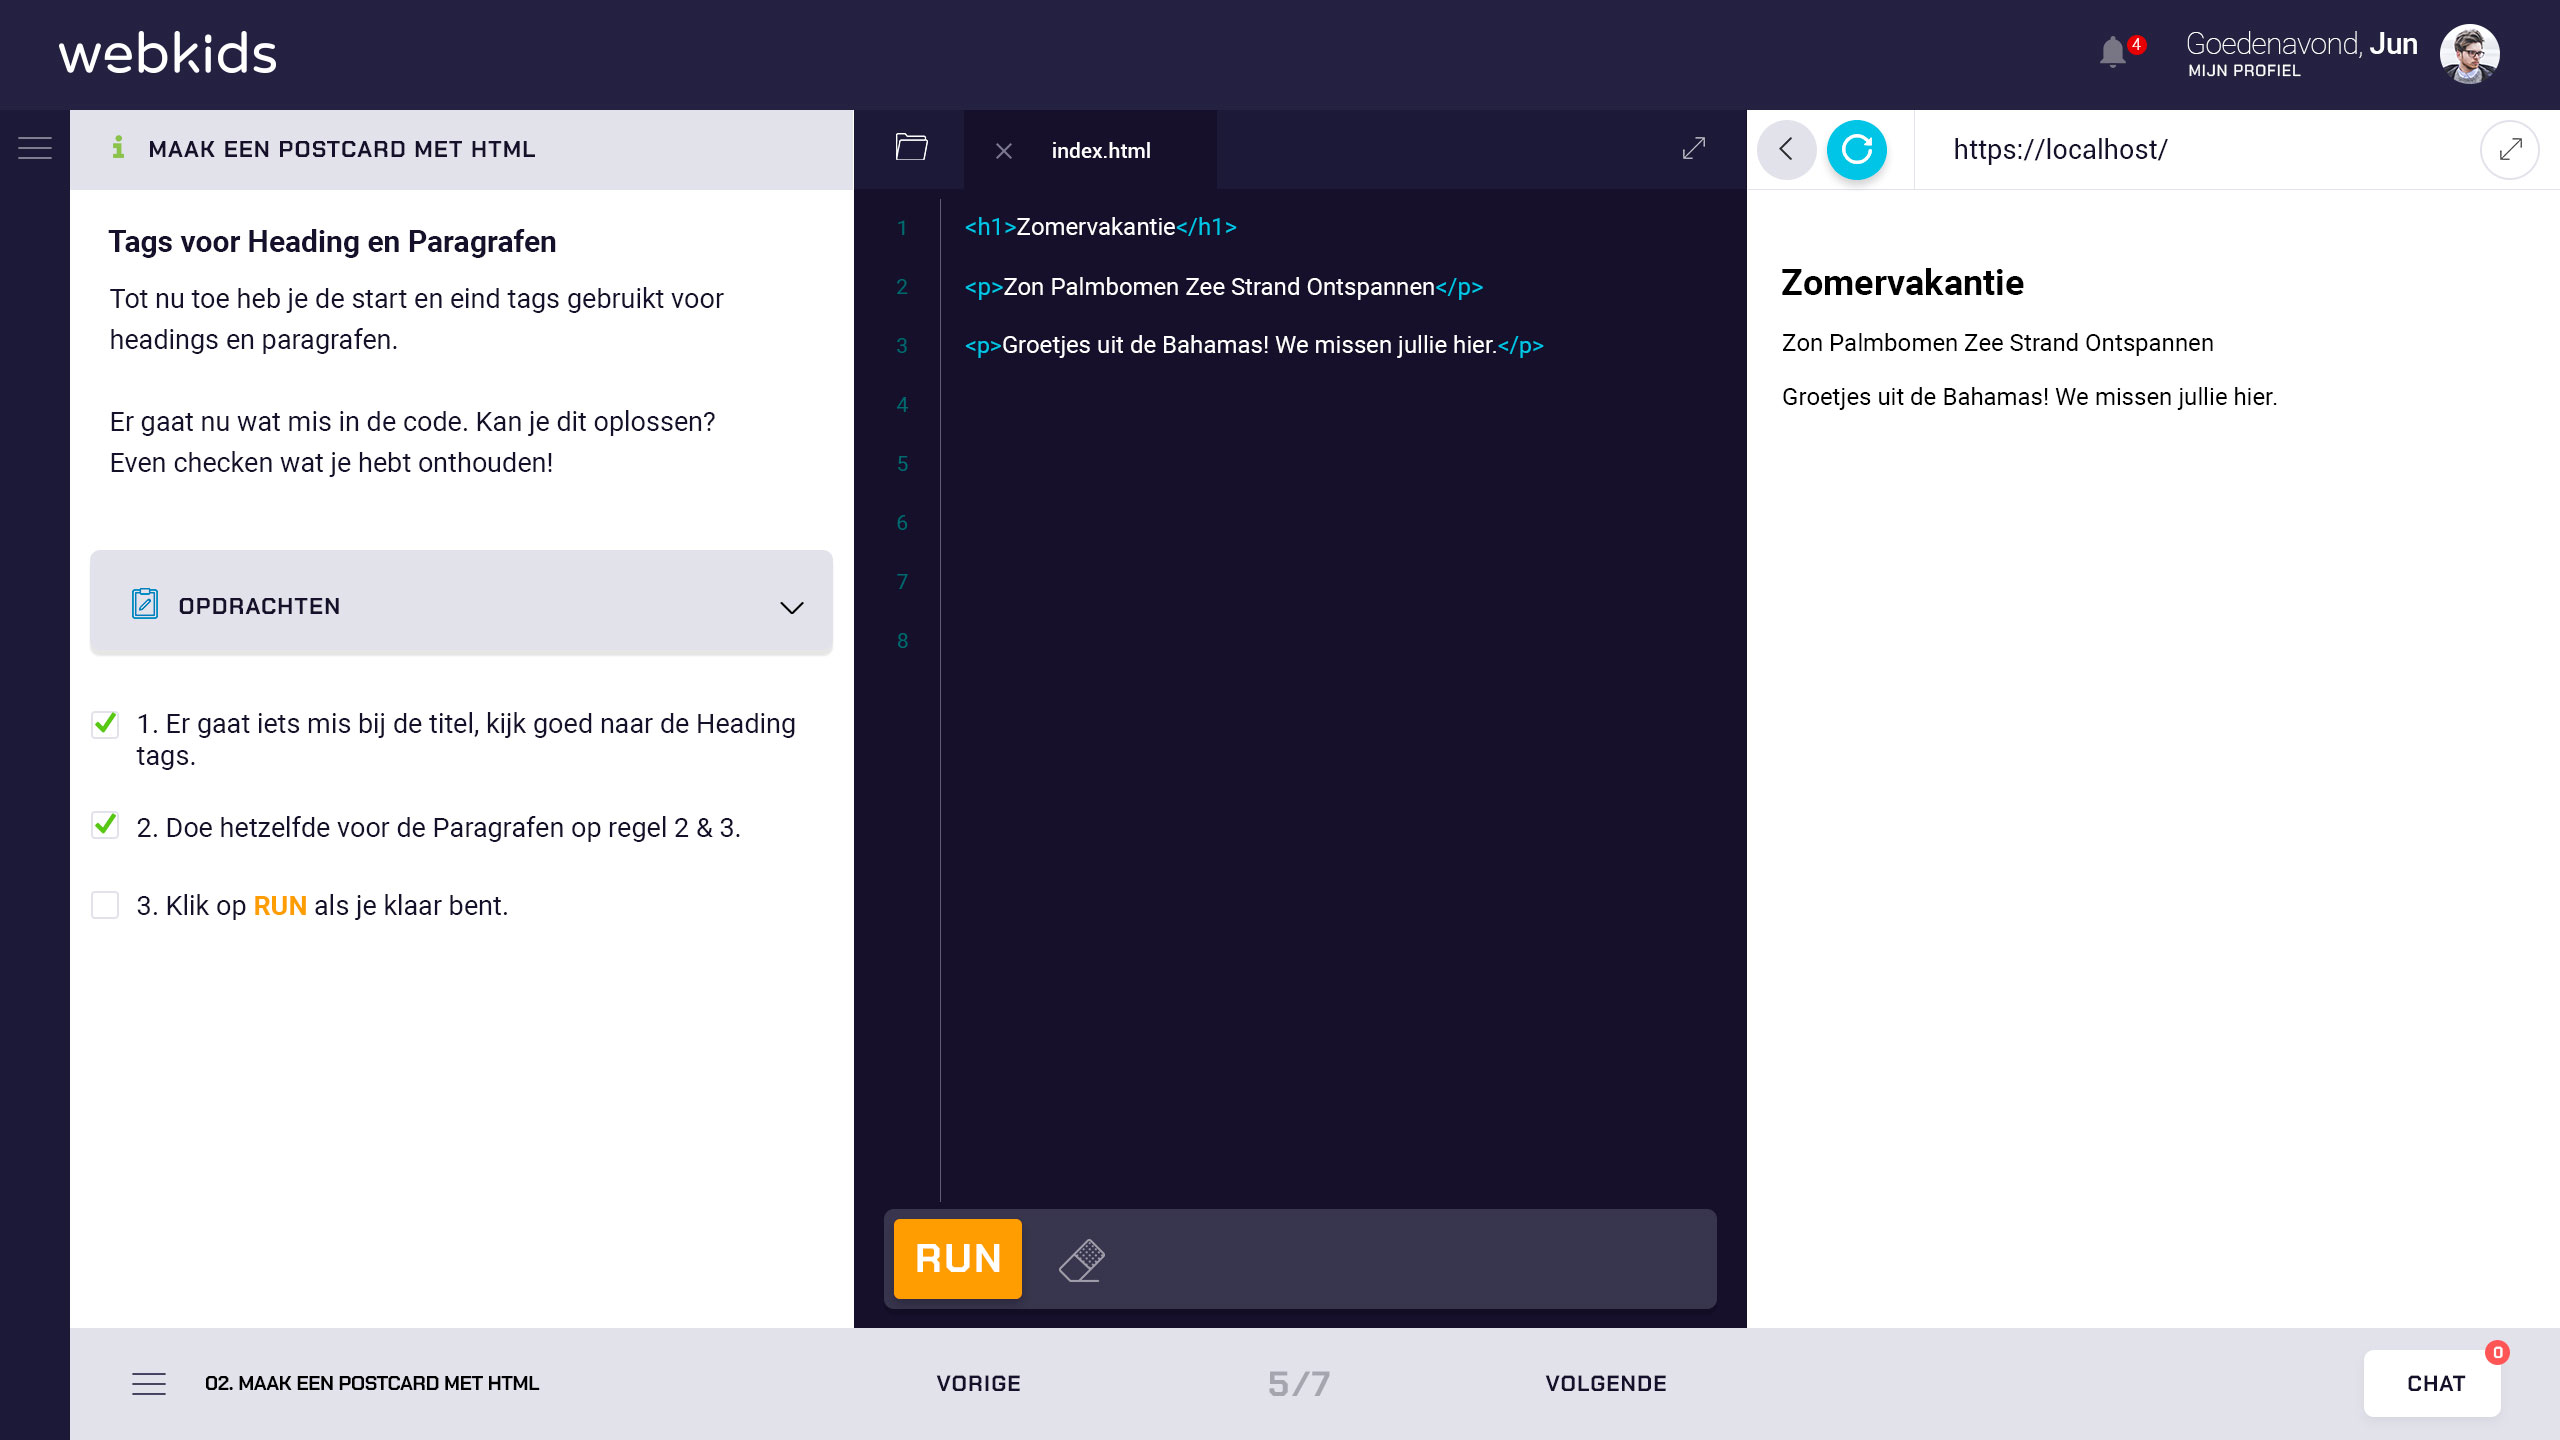 webkids
4
Goedenavond, Jun
MIJN PROFIEL
MAAK EEN POSTCARD MET HTML
Tags voor Heading en Paragrafen
Tot nu toe heb je de start en eind tags gebruikt voor
headings en paragrafen.
Er gaat nu wat mis in de code. Kan je dit oplossen?
Even checken wat je hebt onthouden!
OPDRACHTEN
1. Er gaat iets mis bij de titel, kijk goed naar de Heading
tags.
2. Doe hetzelfde voor de Paragrafen op regel 2 & 3.
3. Klik op RUN als je klaar bent.
index.html
1 <h1>Zomervakantie</h1>
2 <p>Zon Palmbomen Zee Strand Ontspannen</p>
3 <p>Groetjes uit de Bahamas! We missen jullie hier.</p>
4
5
6
7
8
RUN
https://localhost/
Zomervakantie
Zon Palmbomen Zee Strand Ontspannen
Groetjes uit de Bahamas! We missen jullie hier.
02. MAAK EEN POSTCARD MET HTML
VORIGE
5/7
VOLGENDE
CHAT
0